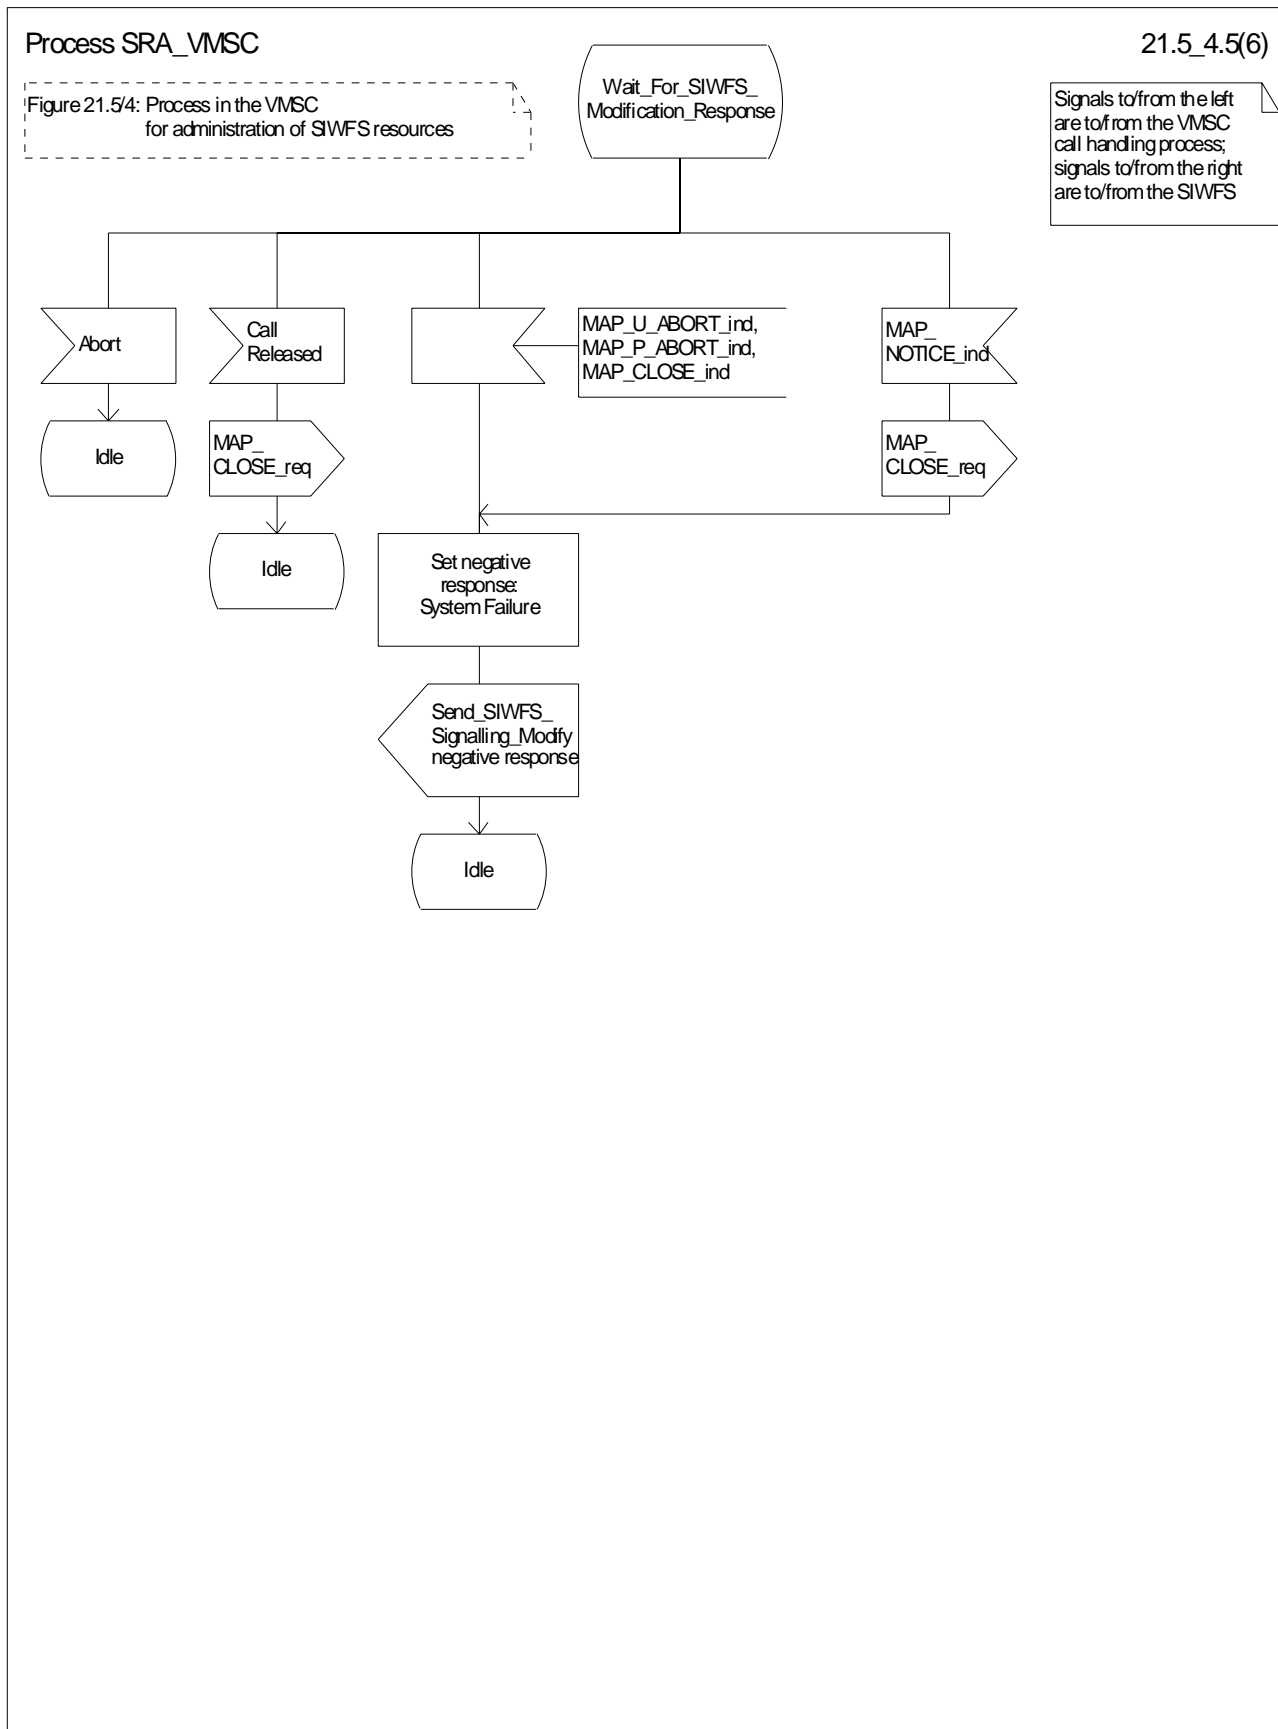 Process SRA_VMSC
21.5_4.5(6)
Figure 21.5/4: Process in the VMSC
for administration of SIWFS resources
Wait_For_SIWFS_
Modification_Response
Signals to/from the left
are to/from the VMSC
call handling process;
signals to/from the right
are to/from the SIWFS
Abort
Call
Released
MAP_U_ABORT_ind,
MAP_P_ABORT_ind,
MAP_CLOSE_ind
MAP_
NOTICE_ind
Idle
MAP_
CLOSE_req
MAP_
CLOSE_req
Idle
Set negative
response:
System Failure
Send_SIWFS_
Signalling_Modify
negative response
Idle